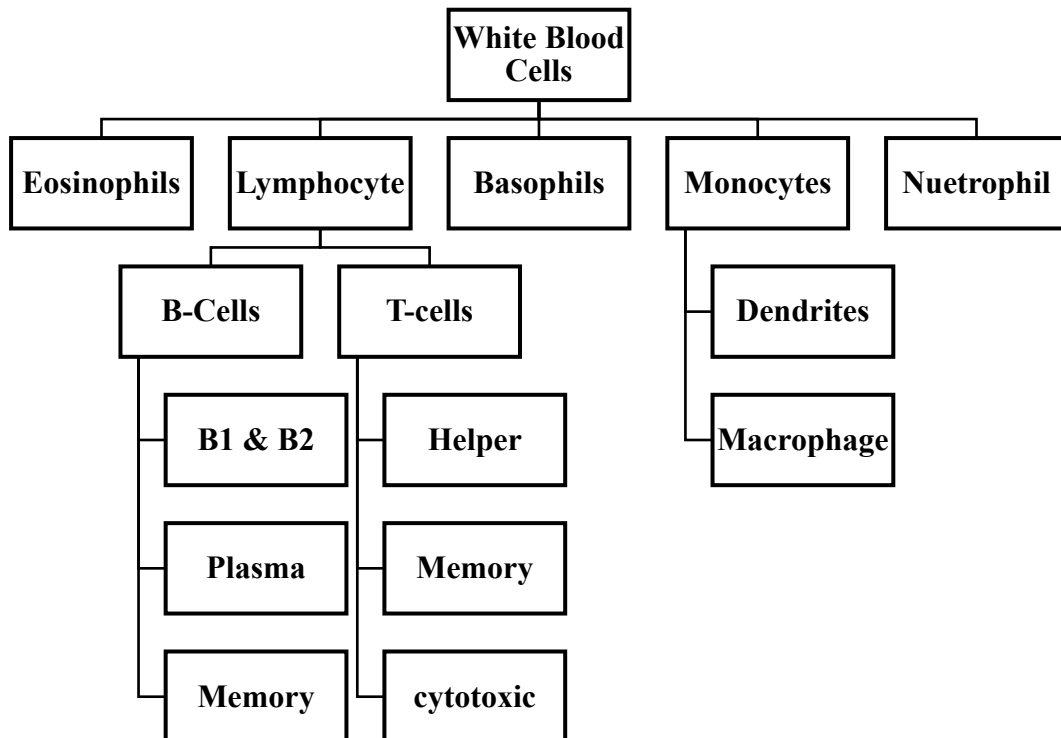 White Blood
Cells
Eosinophils
Lymphocyte
Basophils
Monocytes
Nuetrophil
B-Cells
T-cells
Dendrites
B1 & B2
Helper
Macrophage
Plasma
Memory
Memory
cytotoxic